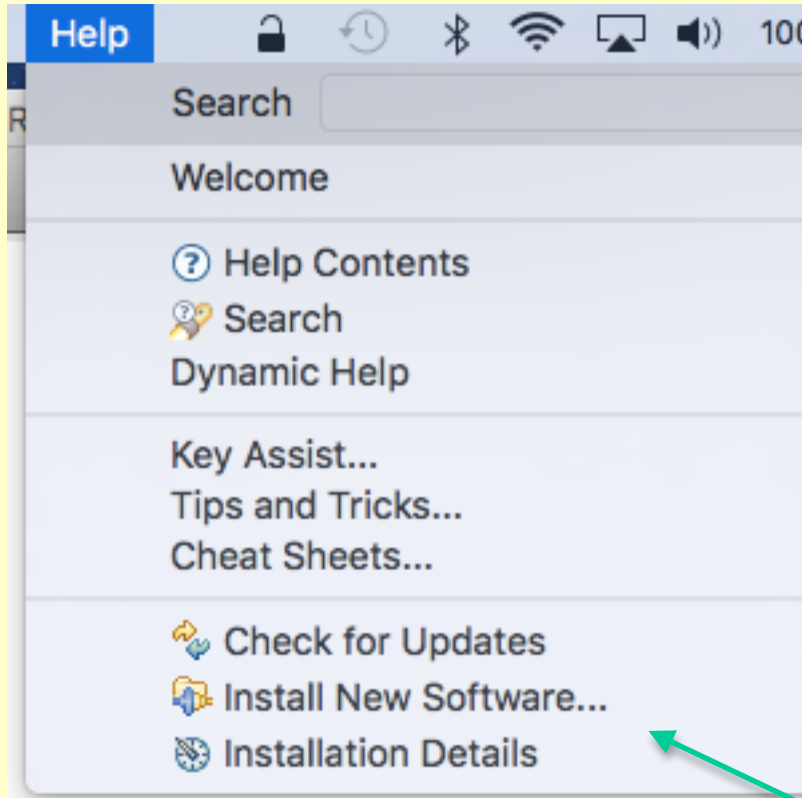 Help 100
R
Search
Welcome
Help Contents
Search
Dynamic Help
Key Assist...
Tips and Tricks...
Cheat Sheets...
Check for Updates
Install New Software...
Installation Details